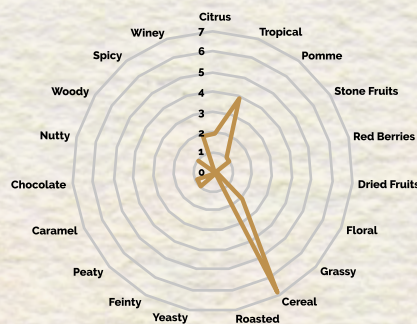 Citrus
Tropical
Pomme
Stone Fruits
Red Berries
Dried Fruits
Floral
Grassy
Cereal
Roasted
Yeasty
Feinty
Peaty
Caramel
Chocolate
Nutty
Woody
Spicy
Winey
7
6
5
4
3
2
1
0